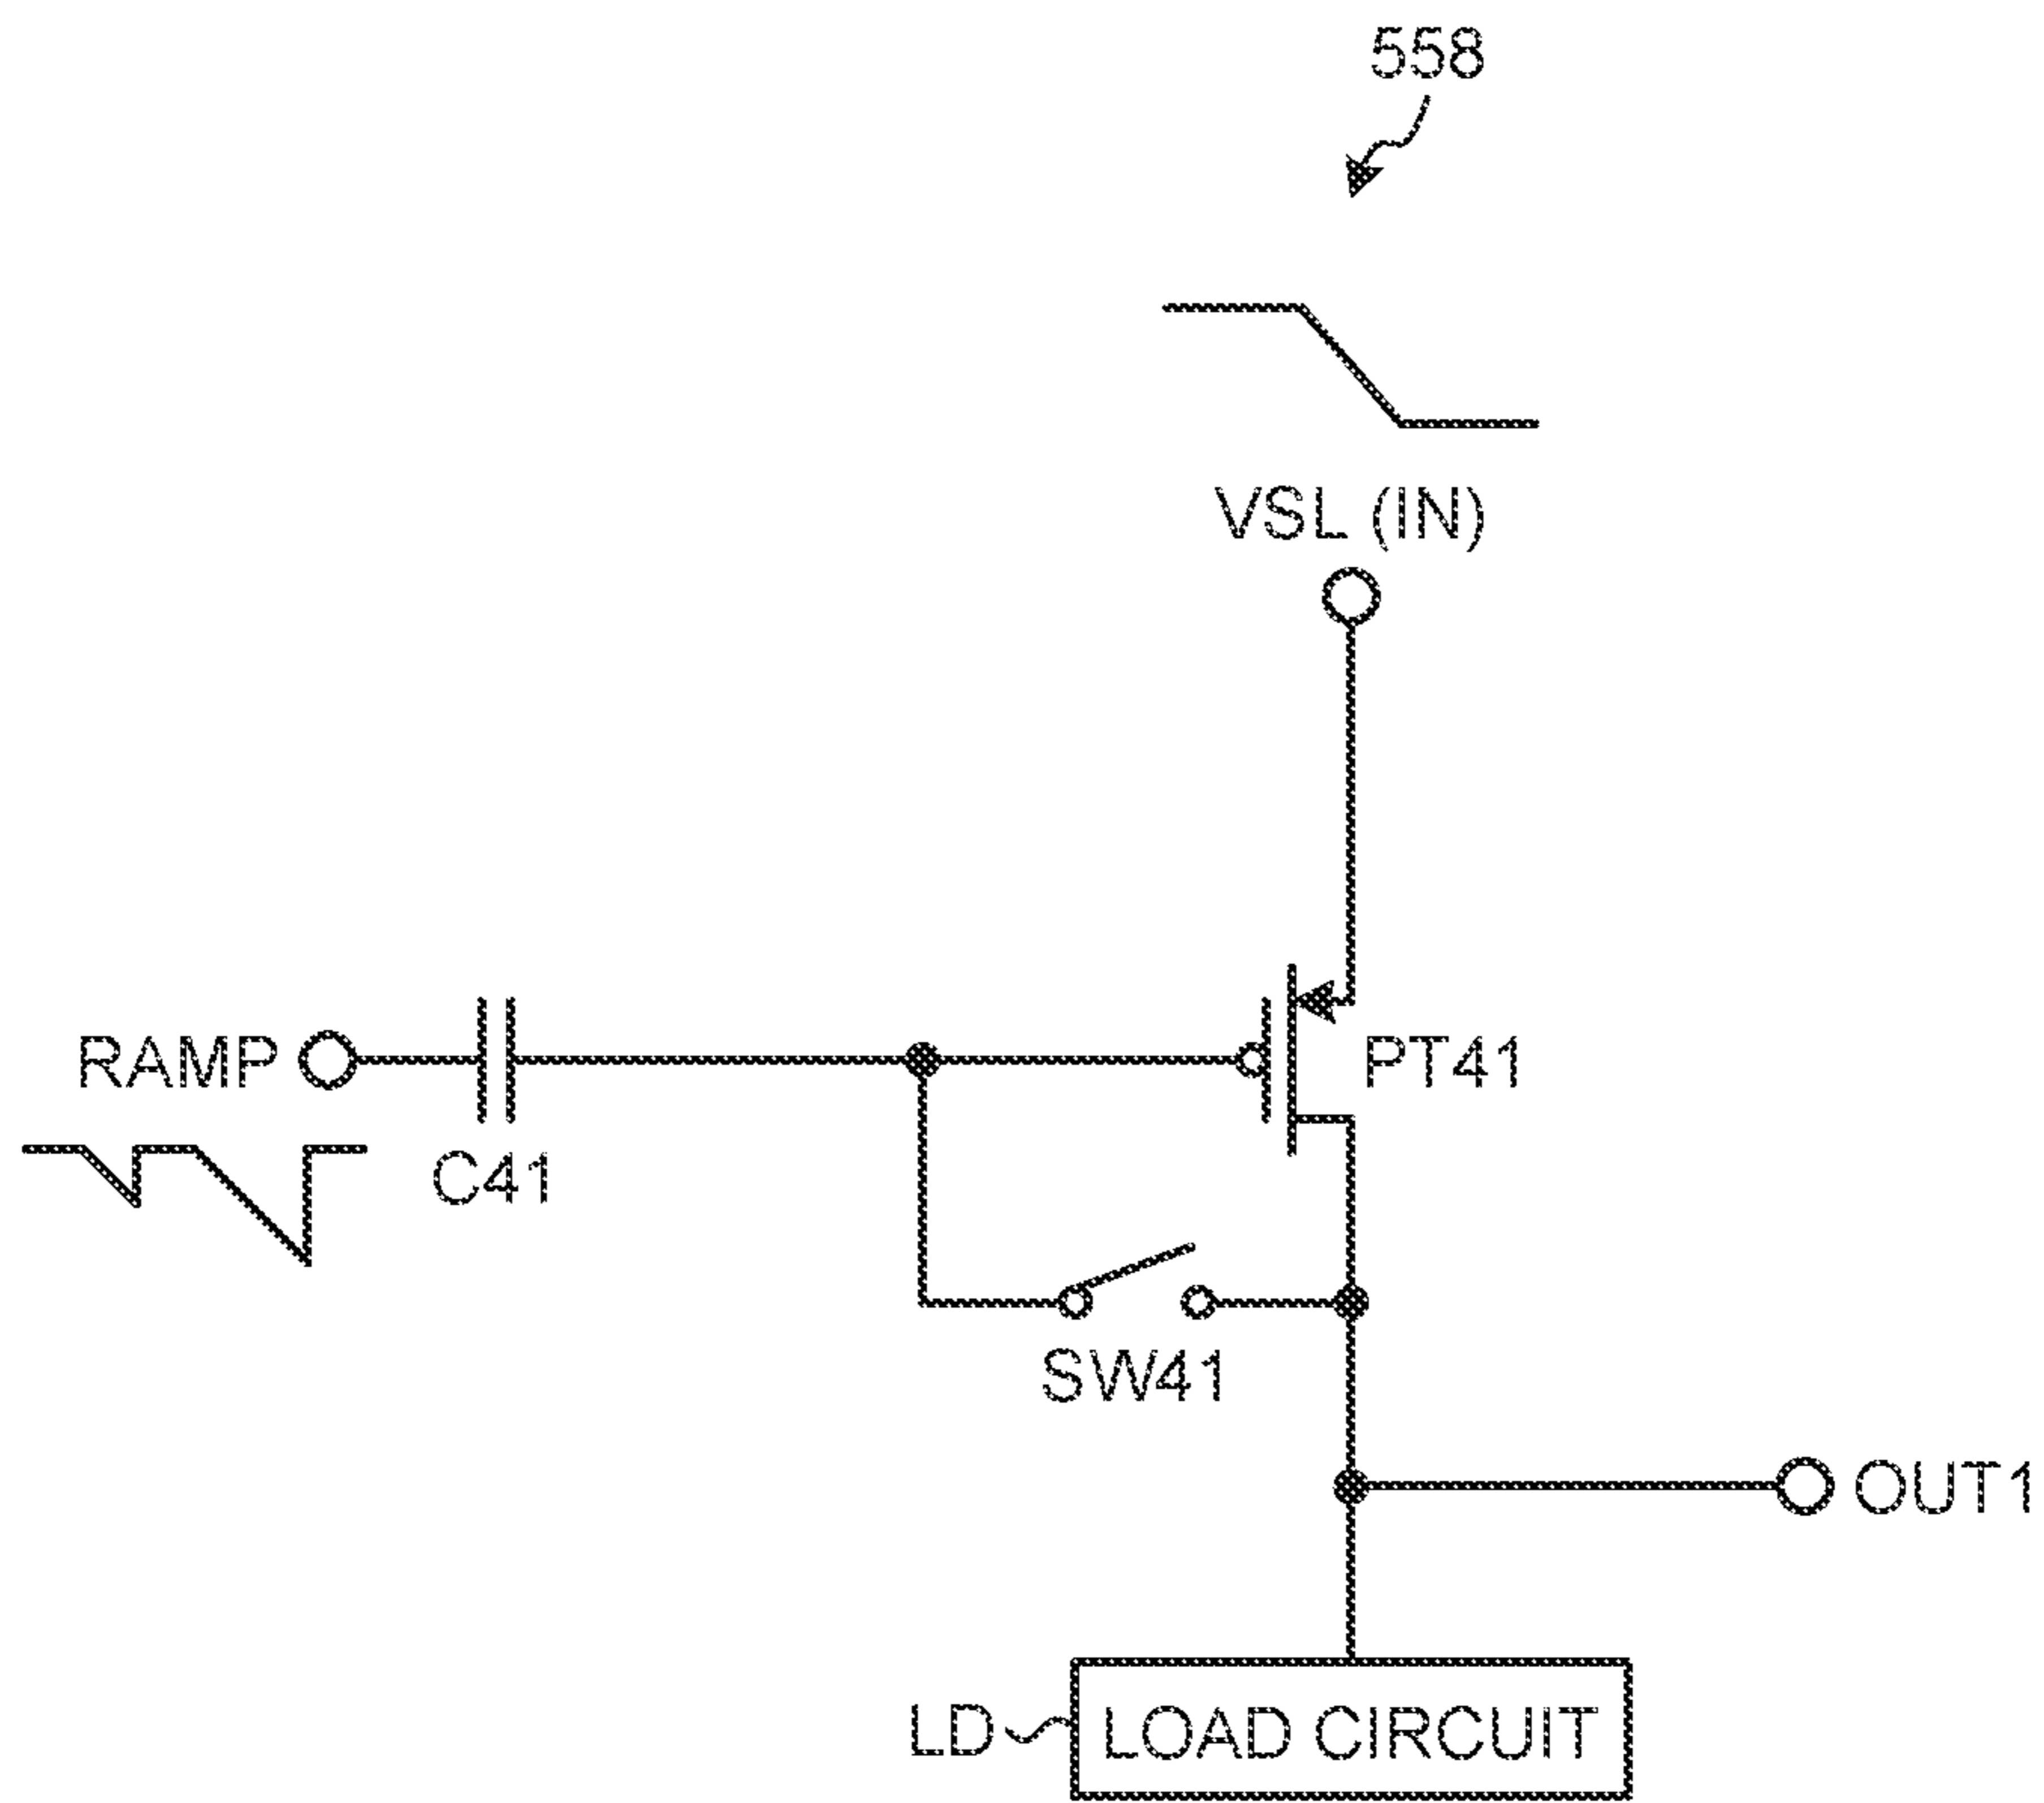 558
VSL (IN)
RAMP
PT41
C41
SW41
OUT1
LD
LOAD CIRCUIT